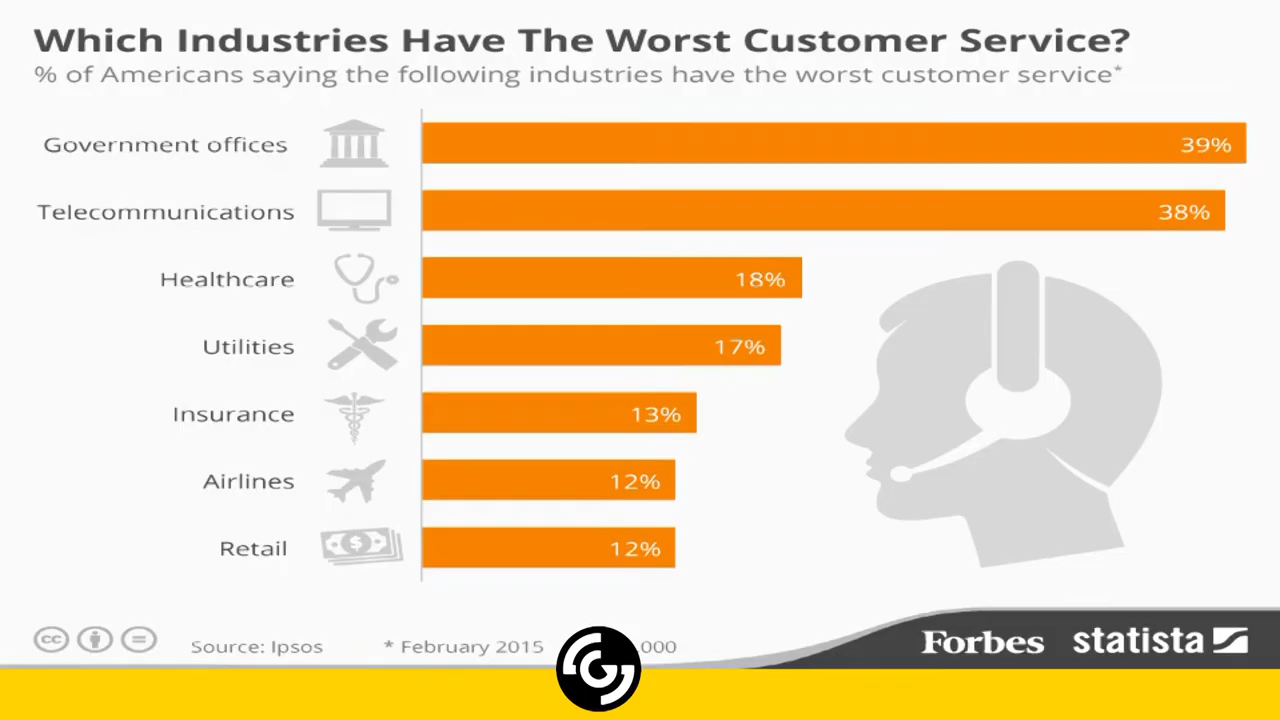 Which Industries Have The Worst Customer Service?
% of Americans saying the following industries have the worst customer service*
Government offices 39%
Telecommunications 38%
Healthcare 18%
Utilities 17%
Insurance 13%
Airlines 12%
Retail 12%
cc Source: Ipsos * February 2015 000 Forbes statista